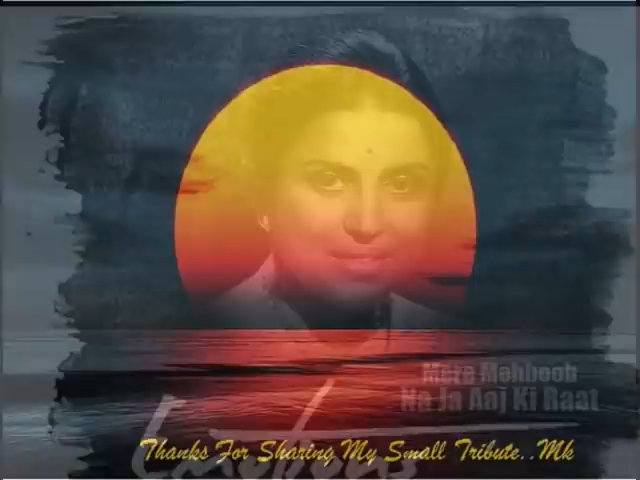 Mere Mehboob
Na Ja Aaj Ki Raat
Thanks For Sharing My Small Tribute..Mk